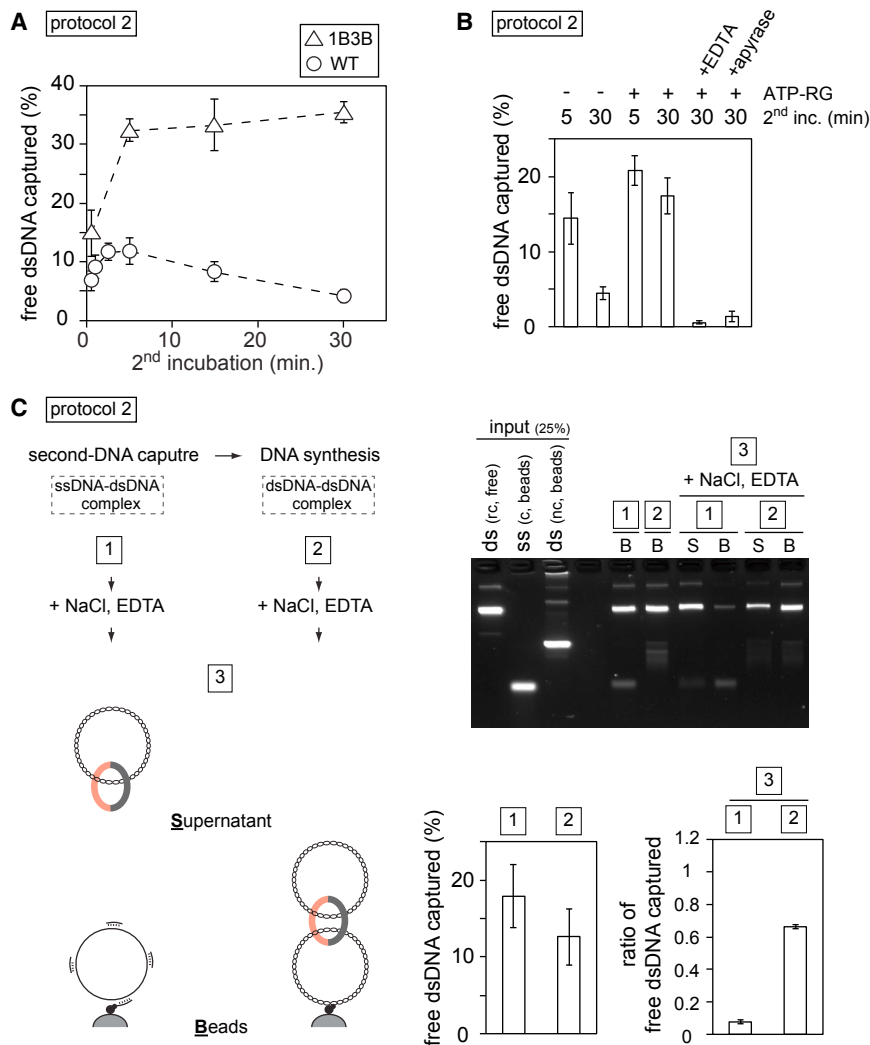 A protocol 2
1B3B
WT
free dsDNA captured (%)
40
30
20
10
0
0 10 20 30
2nd incubation (min.)
B protocol 2
+EDTA
+apyrase
- - + + + + ATP-RG
5 30 5 30 30 30 2nd inc. (min)
free dsDNA captured (%)
20
10
0
C protocol 2
second-DNA caputre → DNA synthesis
ssDNA-dsDNA complex
dsDNA-dsDNA complex
1 2
+ NaCl, EDTA + NaCl, EDTA
3
Supernatant
Beads
input (25%)
ds (rc, free)
ss (c, beads)
ds (nc, beads)
3
+ NaCl, EDTA
1 2 1 2
B B S B S B
free dsDNA captured (%)
1 2
20
10
0
3
1 2
ratio of
free dsDNA captured
1.2
1
0.8
0.6
0.4
0.2
0